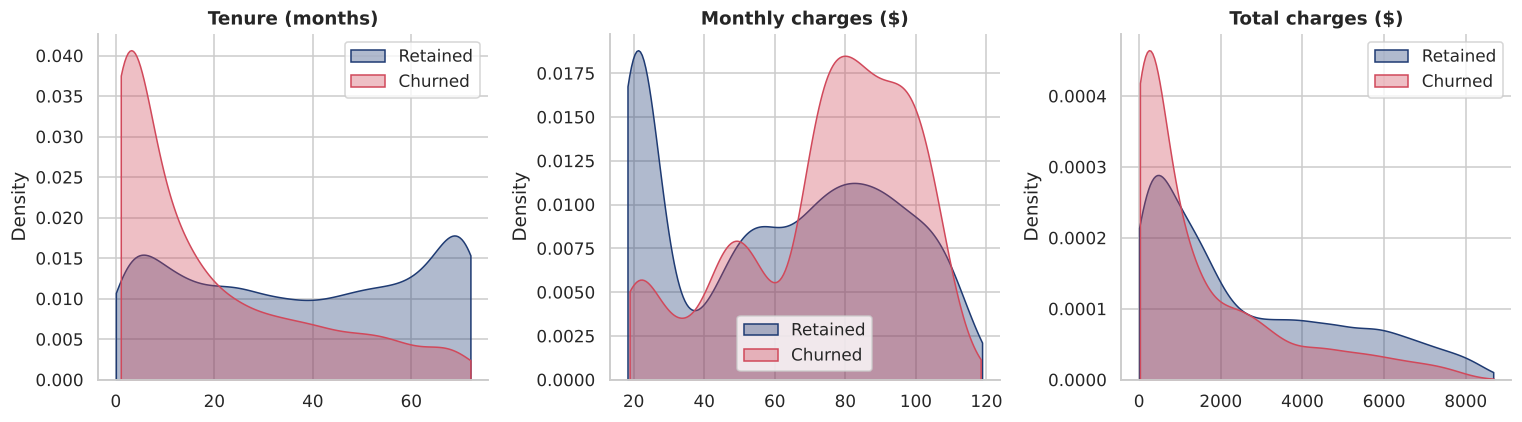 Tenure (months)
Density
0.040
0.035
0.030
0.025
0.020
0.015
0.010
0.005
0.000
0 20 40 60
Retained
Churned
Monthly charges ($)
Density
0.0175
0.0150
0.0125
0.0100
0.0075
0.0050
0.0025
0.0000
20 40 60 80 100 120
Retained
Churned
Total charges ($)
Density
0.0004
0.0003
0.0002
0.0001
0.0000
0 2000 4000 6000 8000
Retained
Churned